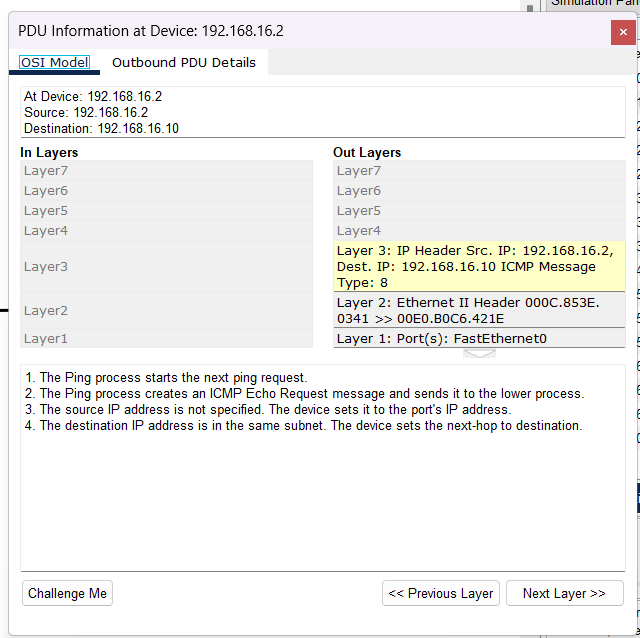 Simulation Pan
PDU Information at Device: 192.168.16.2
OSI Model Outbound PDU Details
At Device: 192.168.16.2
Source: 192.168.16.2
Destination: 192.168.16.10
In Layers
Layer7
Layer6
Layer5
Layer4
Layer3
Layer2
Layer1
Out Layers
Layer7
Layer6
Layer5
Layer4
Layer 3: IP Header Src. IP: 192.168.16.2,
Dest. IP: 192.168.16.10 ICMP Message
Type: 8
Layer 2: Ethernet II Header 000C.853E.
0341 >> 00E0.B0C6.421E
Layer 1: Port(s): FastEthernet0
1. The Ping process starts the next ping request.
2. The Ping process creates an ICMP Echo Request message and sends it to the lower process.
3. The source IP address is not specified. The device sets it to the port's IP address.
4. The destination IP address is in the same subnet. The device sets the next-hop to destination.
Challenge Me
<< Previous Layer
Next Layer >>